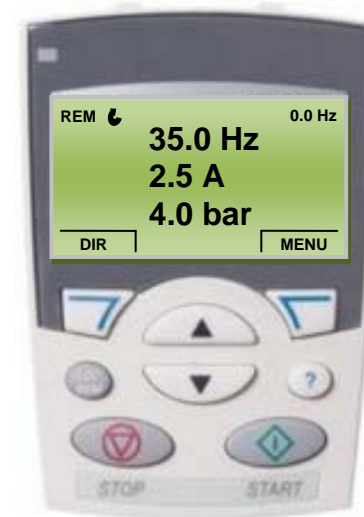 REM 0.0 Hz
35.0 Hz
2.5 A
4.0 bar
DIR MENU
?
STOP START